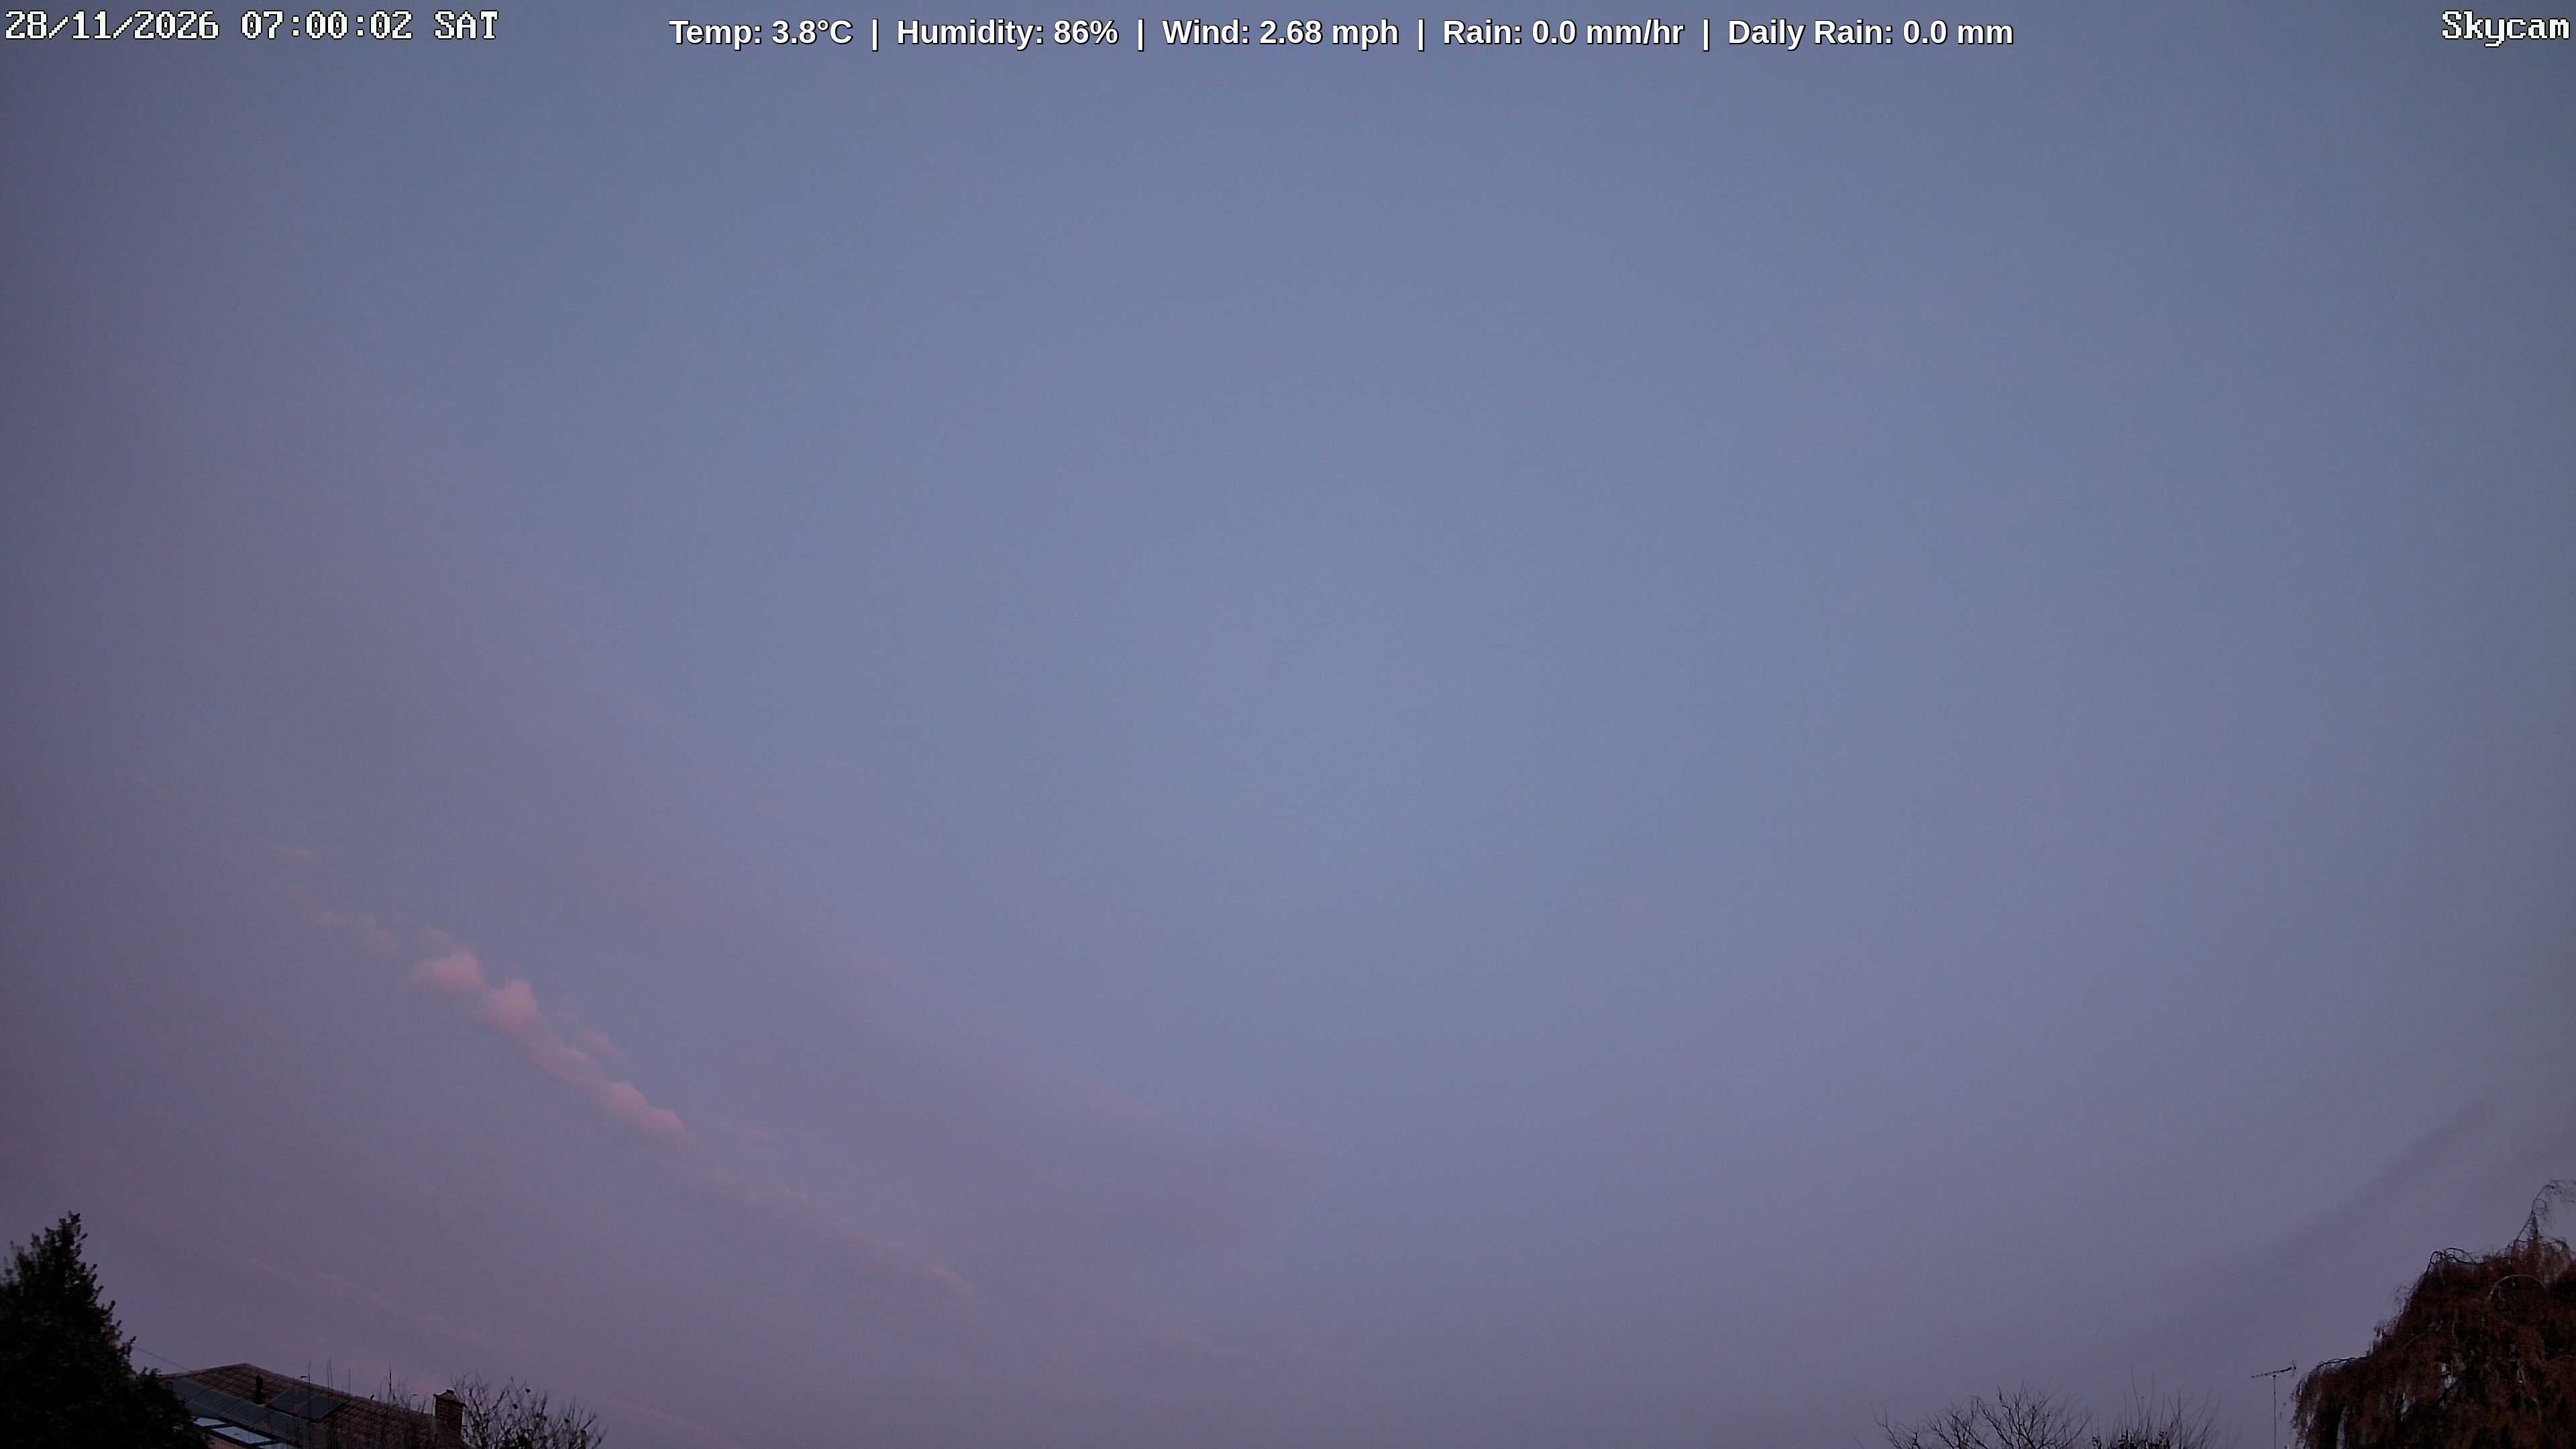 28/11/2026 07:00:02 SAT
Temp: 3.8°C | Humidity: 86% | Wind: 2.68 mph | Rain: 0.0 mm/hr | Daily Rain: 0.0 mm
Skycam